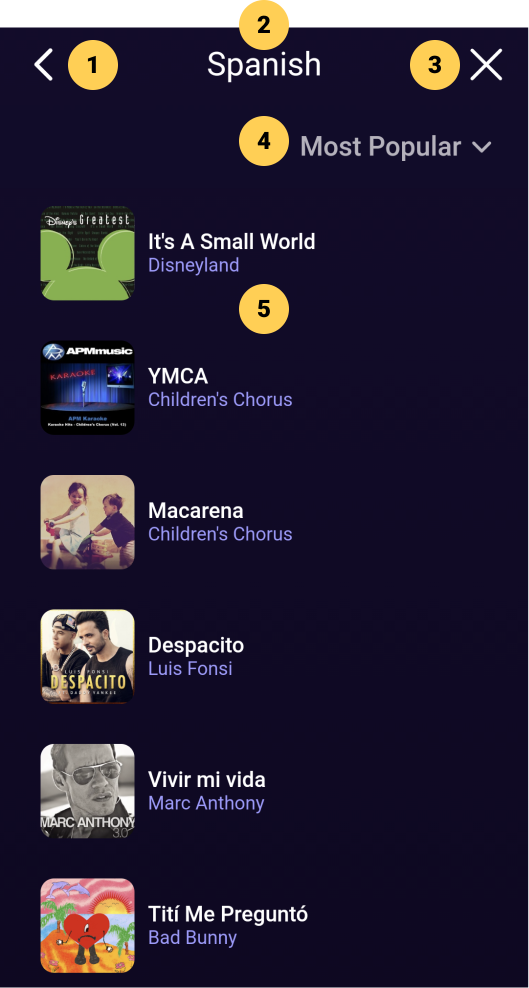 2
1
Spanish
3
4
Most Popular
Disney's Greatest
It's A Small World
Disneyland
5
APMmusic
KARAOKE
APM Karaoke
Karaoke Hits - Children's Chorus (Vol. 13)
YMCA
Children's Chorus
Macarena
Children's Chorus
LUIS FONSI
DESPACITO
Despacito
Luis Fonsi
MARC ANTHONY
3.0
Vivir mi vida
Marc Anthony
Tití Me Preguntó
Bad Bunny